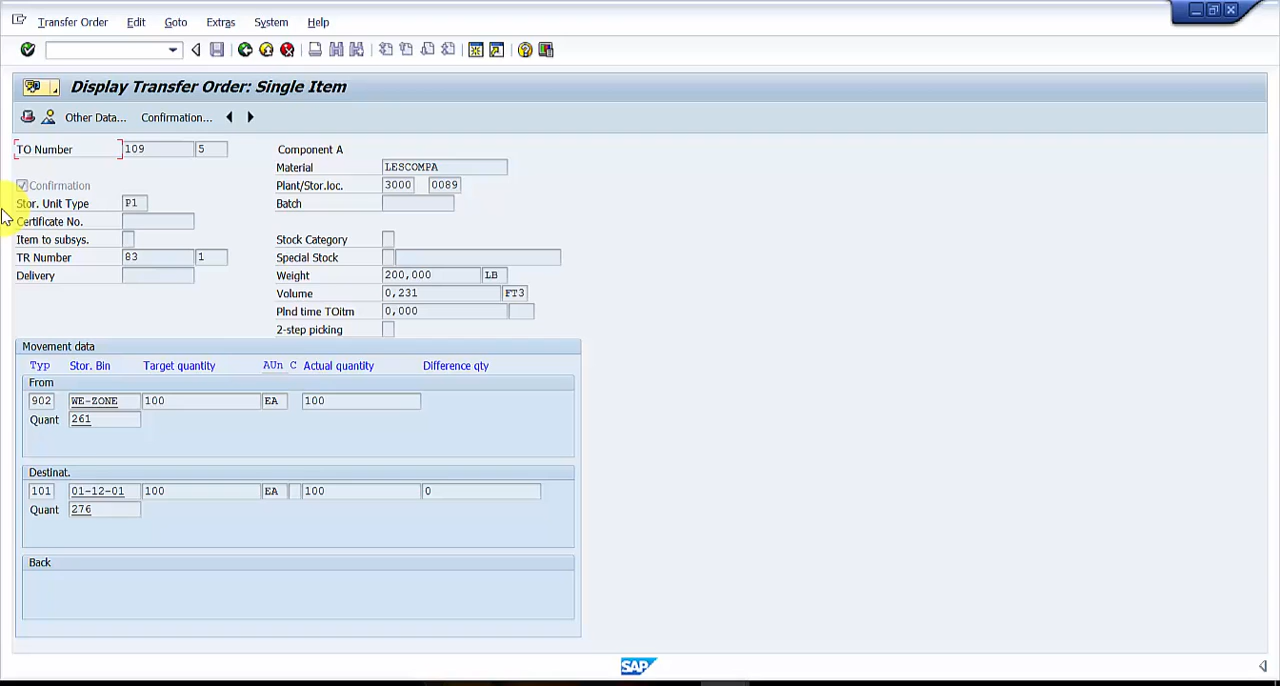 Transfer Order Edit Goto Extras System Help
Display Transfer Order: Single Item
Other Data... Confirmation...
TO Number 109 5 Component A
Material LESCOMPA
Confirmation Plant/Stor.loc. 3000 0089
Stor. Unit Type P1 Batch
Certificate No.
Item to subsys. Stock Category
TR Number 83 1 Special Stock
Delivery Weight 200,000 LB
Volume 0,231 FT3
Plnd time TOitm 0,000
2-step picking
Movement data
Typ Stor. Bin Target quantity AUn C Actual quantity Difference qty
From
902 WE-ZONE 100 EA 100
Quant 261
Destinat.
101 01-12-01 100 EA 100 0
Quant 276
Back
SAP